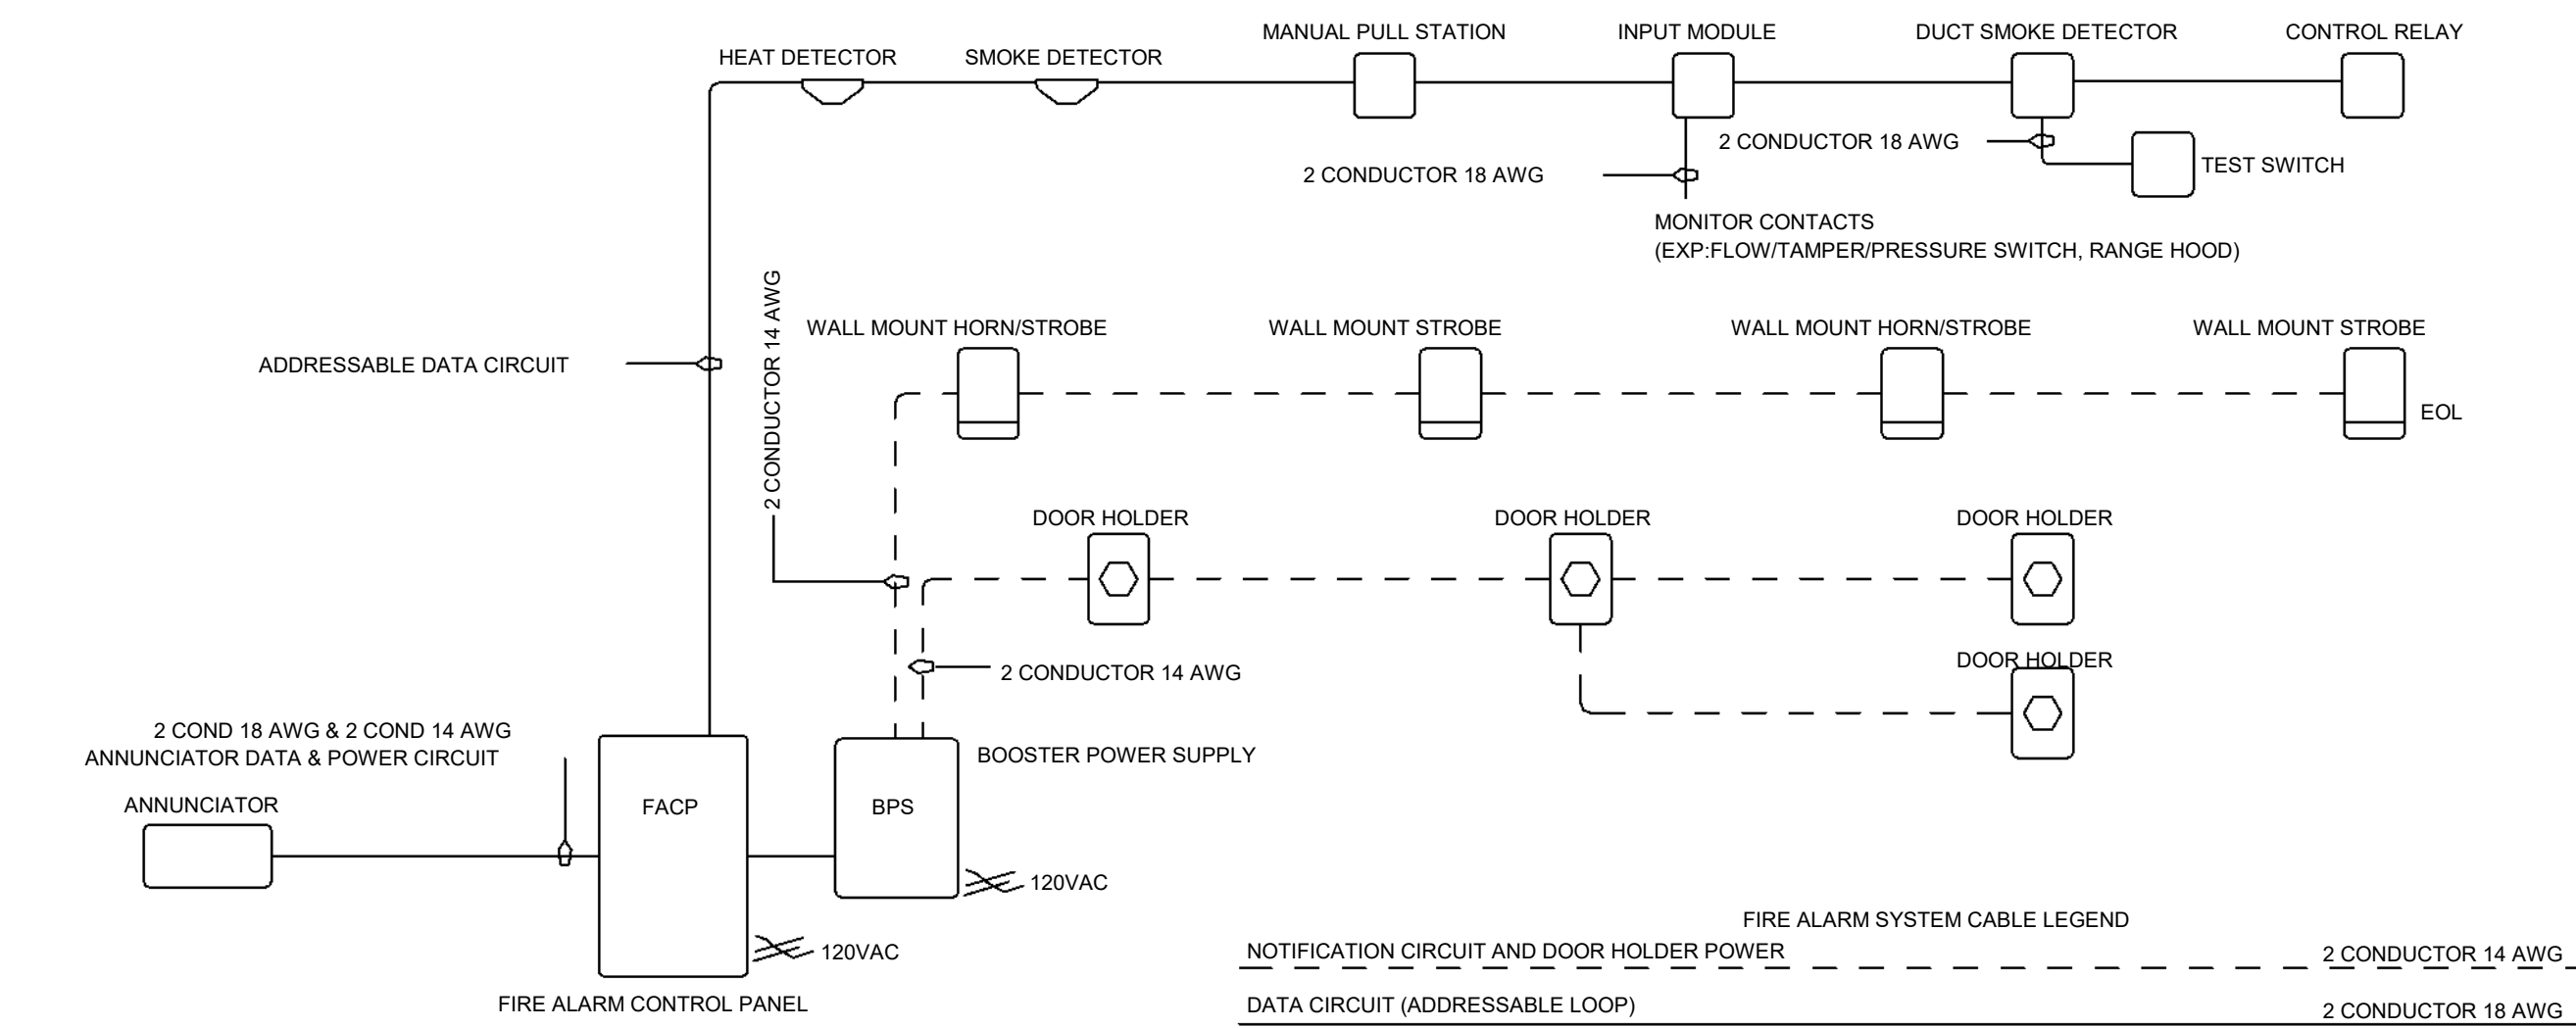 MANUAL PULL STATION
INPUT MODULE
DUCT SMOKE DETECTOR
CONTROL RELAY
HEAT DETECTOR
SMOKE DETECTOR
2 CONDUCTOR 18 AWG
TEST SWITCH
2 CONDUCTOR 18 AWG
MONITOR CONTACTS
(EXP:FLOW/TAMPER/PRESSURE SWITCH, RANGE HOOD)
2 CONDUCTOR 14 AWG
WALL MOUNT HORN/STROBE
WALL MOUNT STROBE
WALL MOUNT HORN/STROBE
WALL MOUNT STROBE
ADDRESSABLE DATA CIRCUIT
EOL
DOOR HOLDER
DOOR HOLDER
DOOR HOLDER
DOOR HOLDER
2 CONDUCTOR 14 AWG
2 COND 18 AWG & 2 COND 14 AWG
ANNUNCIATOR DATA & POWER CIRCUIT
BOOSTER POWER SUPPLY
ANNUNCIATOR
FACP
BPS
120VAC
120VAC
FIRE ALARM CONTROL PANEL
FIRE ALARM SYSTEM CABLE LEGEND
NOTIFICATION CIRCUIT AND DOOR HOLDER POWER
2 CONDUCTOR 14 AWG
DATA CIRCUIT (ADDRESSABLE LOOP)
2 CONDUCTOR 18 AWG